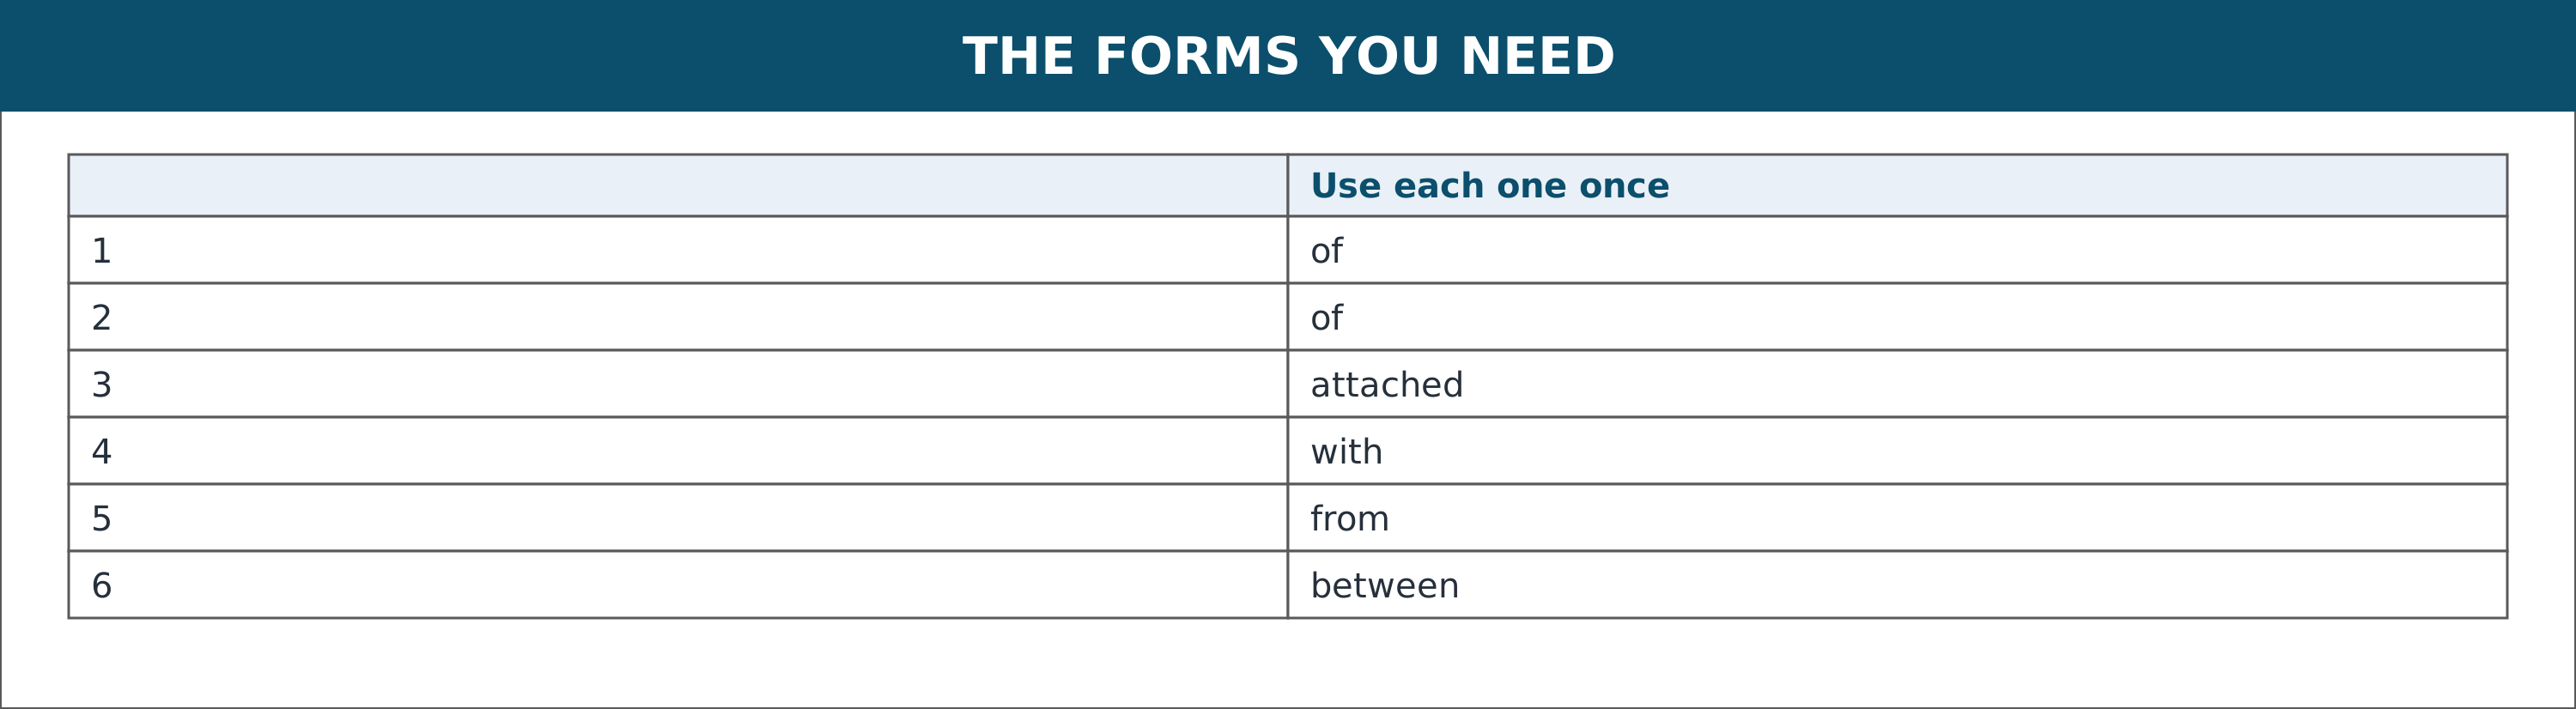 THE FORMS YOU NEED
Use each one once
1 of
2 of
3 attached
4 with
5 from
6 between